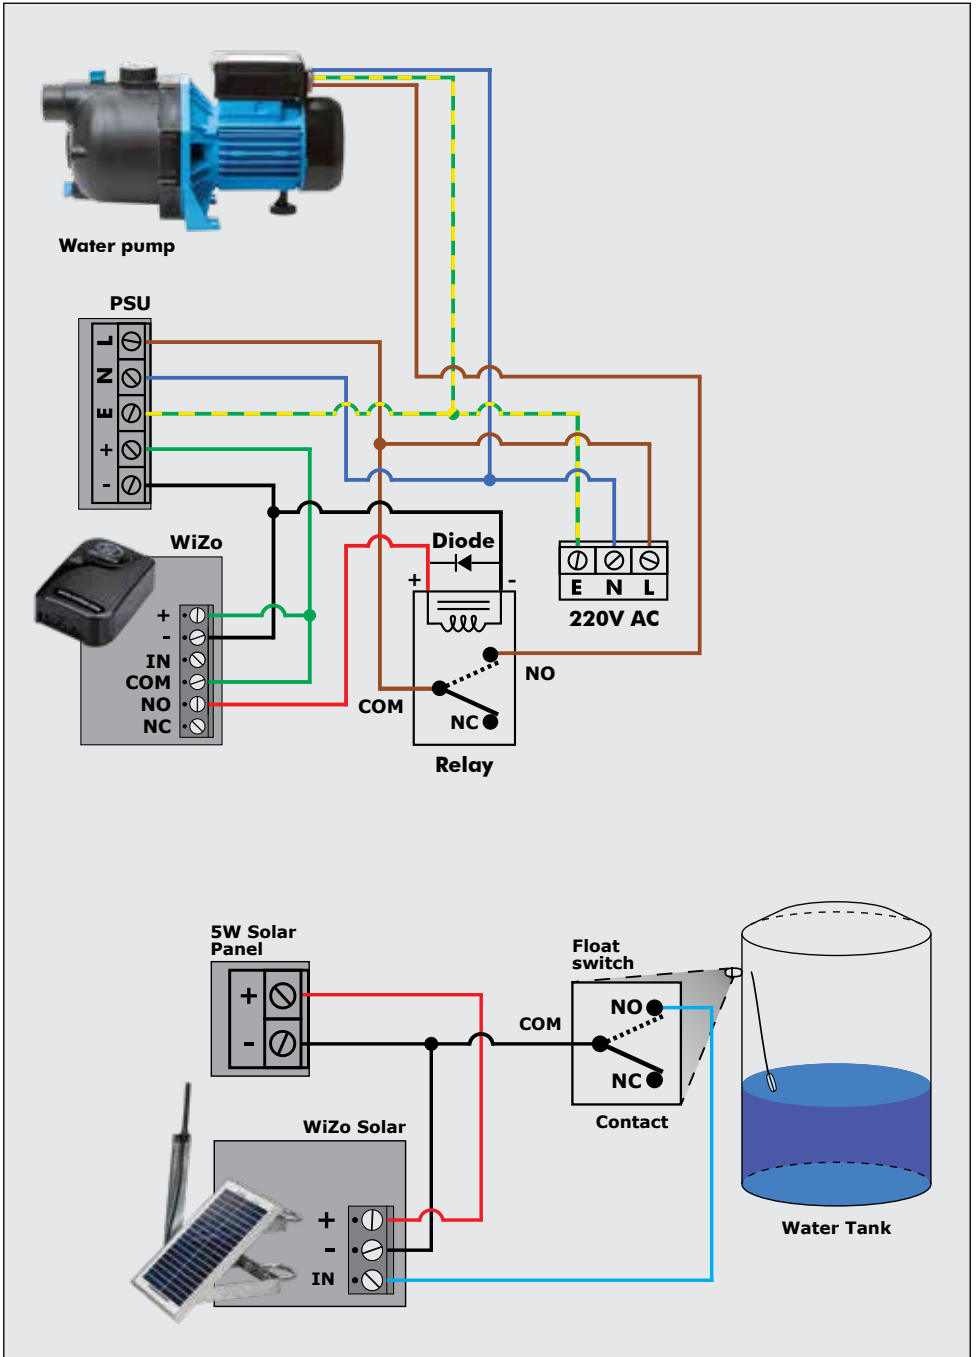 Water pump
PSU
L
N
E
+
-
WiZo
+
-
IN
COM
NO
NC
Diode
+ -
COM
NO
NC
Relay
E N L
220V AC
5W Solar
Panel
+
-
Float
switch
COM
NO
NC
Contact
WiZo Solar
+
-
IN
Water Tank